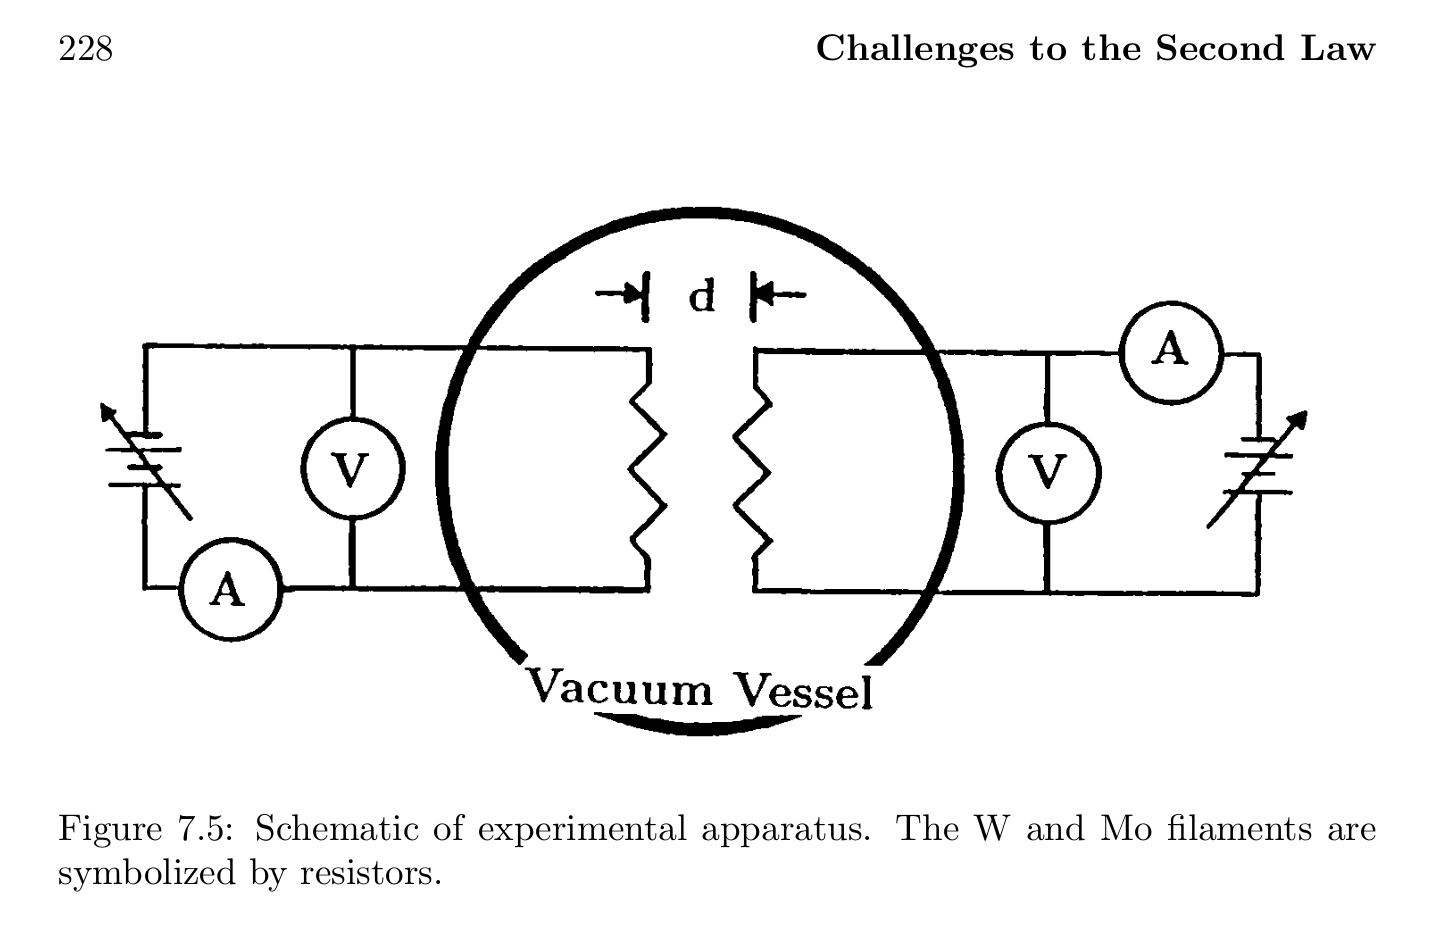 228
Challenges to the Second Law
d
A
V
V
A
Vacuum Vessel
Figure 7.5: Schematic of experimental apparatus. The W and Mo filaments are
symbolized by resistors.